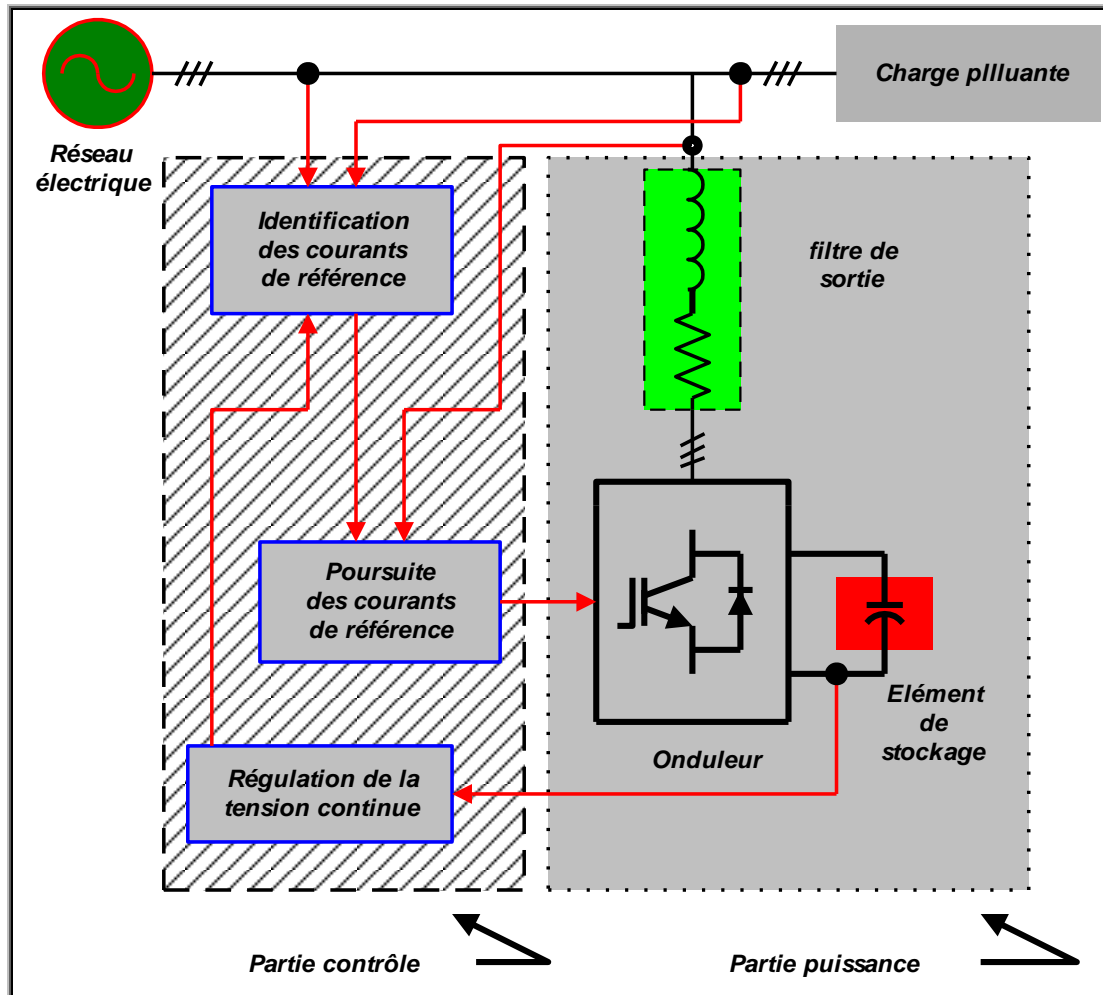 Charge pllluante
Réseau
électrique
Identification
des courants
de référence
filtre de
sortie
Poursuite
des courants
de référence
Elément
de
stockage
Onduleur
Régulation de la
tension continue
Partie contrôle
Partie puissance